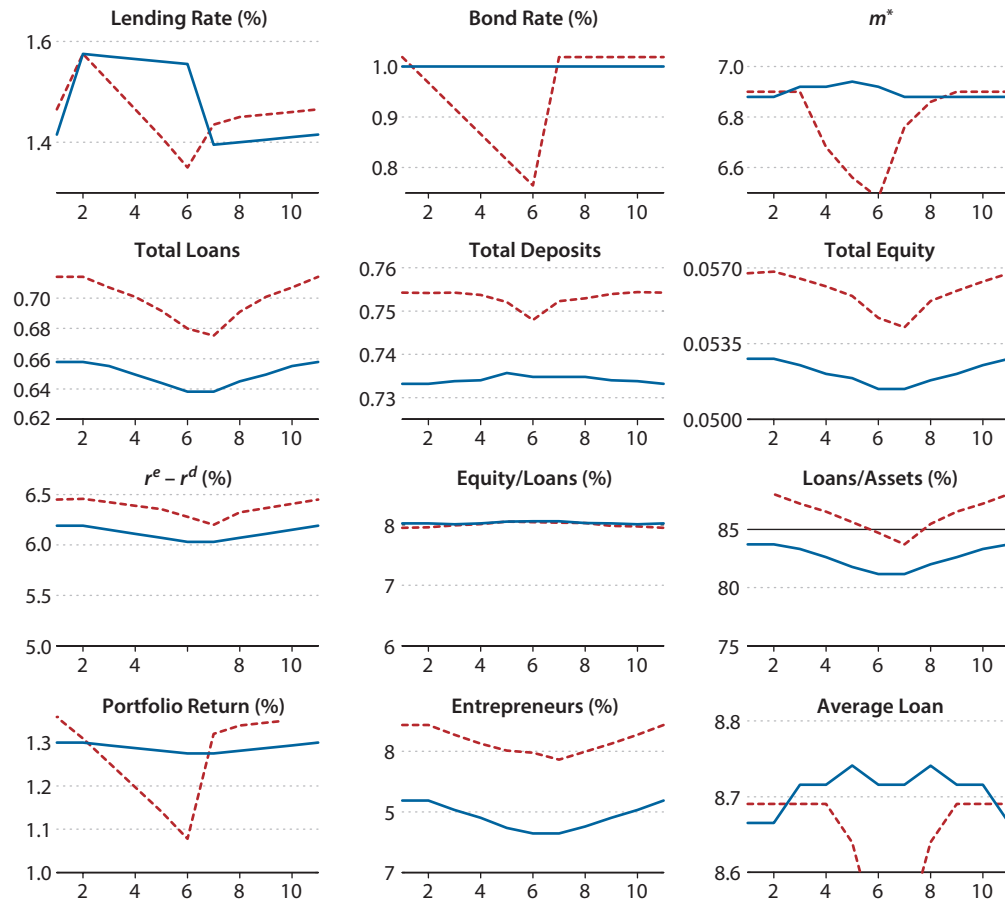 Lending Rate (%)
1.6
1.4
2 4 6 8 10
Bond Rate (%)
1.0
0.9
0.8
2 4 6 8 10
m*
7.0
6.8
6.6
2 4 6 8 10
Total Loans
0.70
0.68
0.66
0.64
0.62
2 4 6 8 10
Total Deposits
0.76
0.75
0.74
0.73
2 4 6 8 10
Total Equity
0.0570
0.0535
0.0500
2 4 6 8 10
r^e – r^d (%)
6.5
6.0
5.5
5.0
2 4 6 8 10
Equity/Loans (%)
8
7
6
2 4 6 8 10
Loans/Assets (%)
85
80
75
2 4 6 8 10
Portfolio Return (%)
1.3
1.2
1.1
1.0
2 4 6 8 10
Entrepreneurs (%)
8
5
7
2 4 6 8 10
Average Loan
8.8
8.7
8.6
2 4 6 8 10